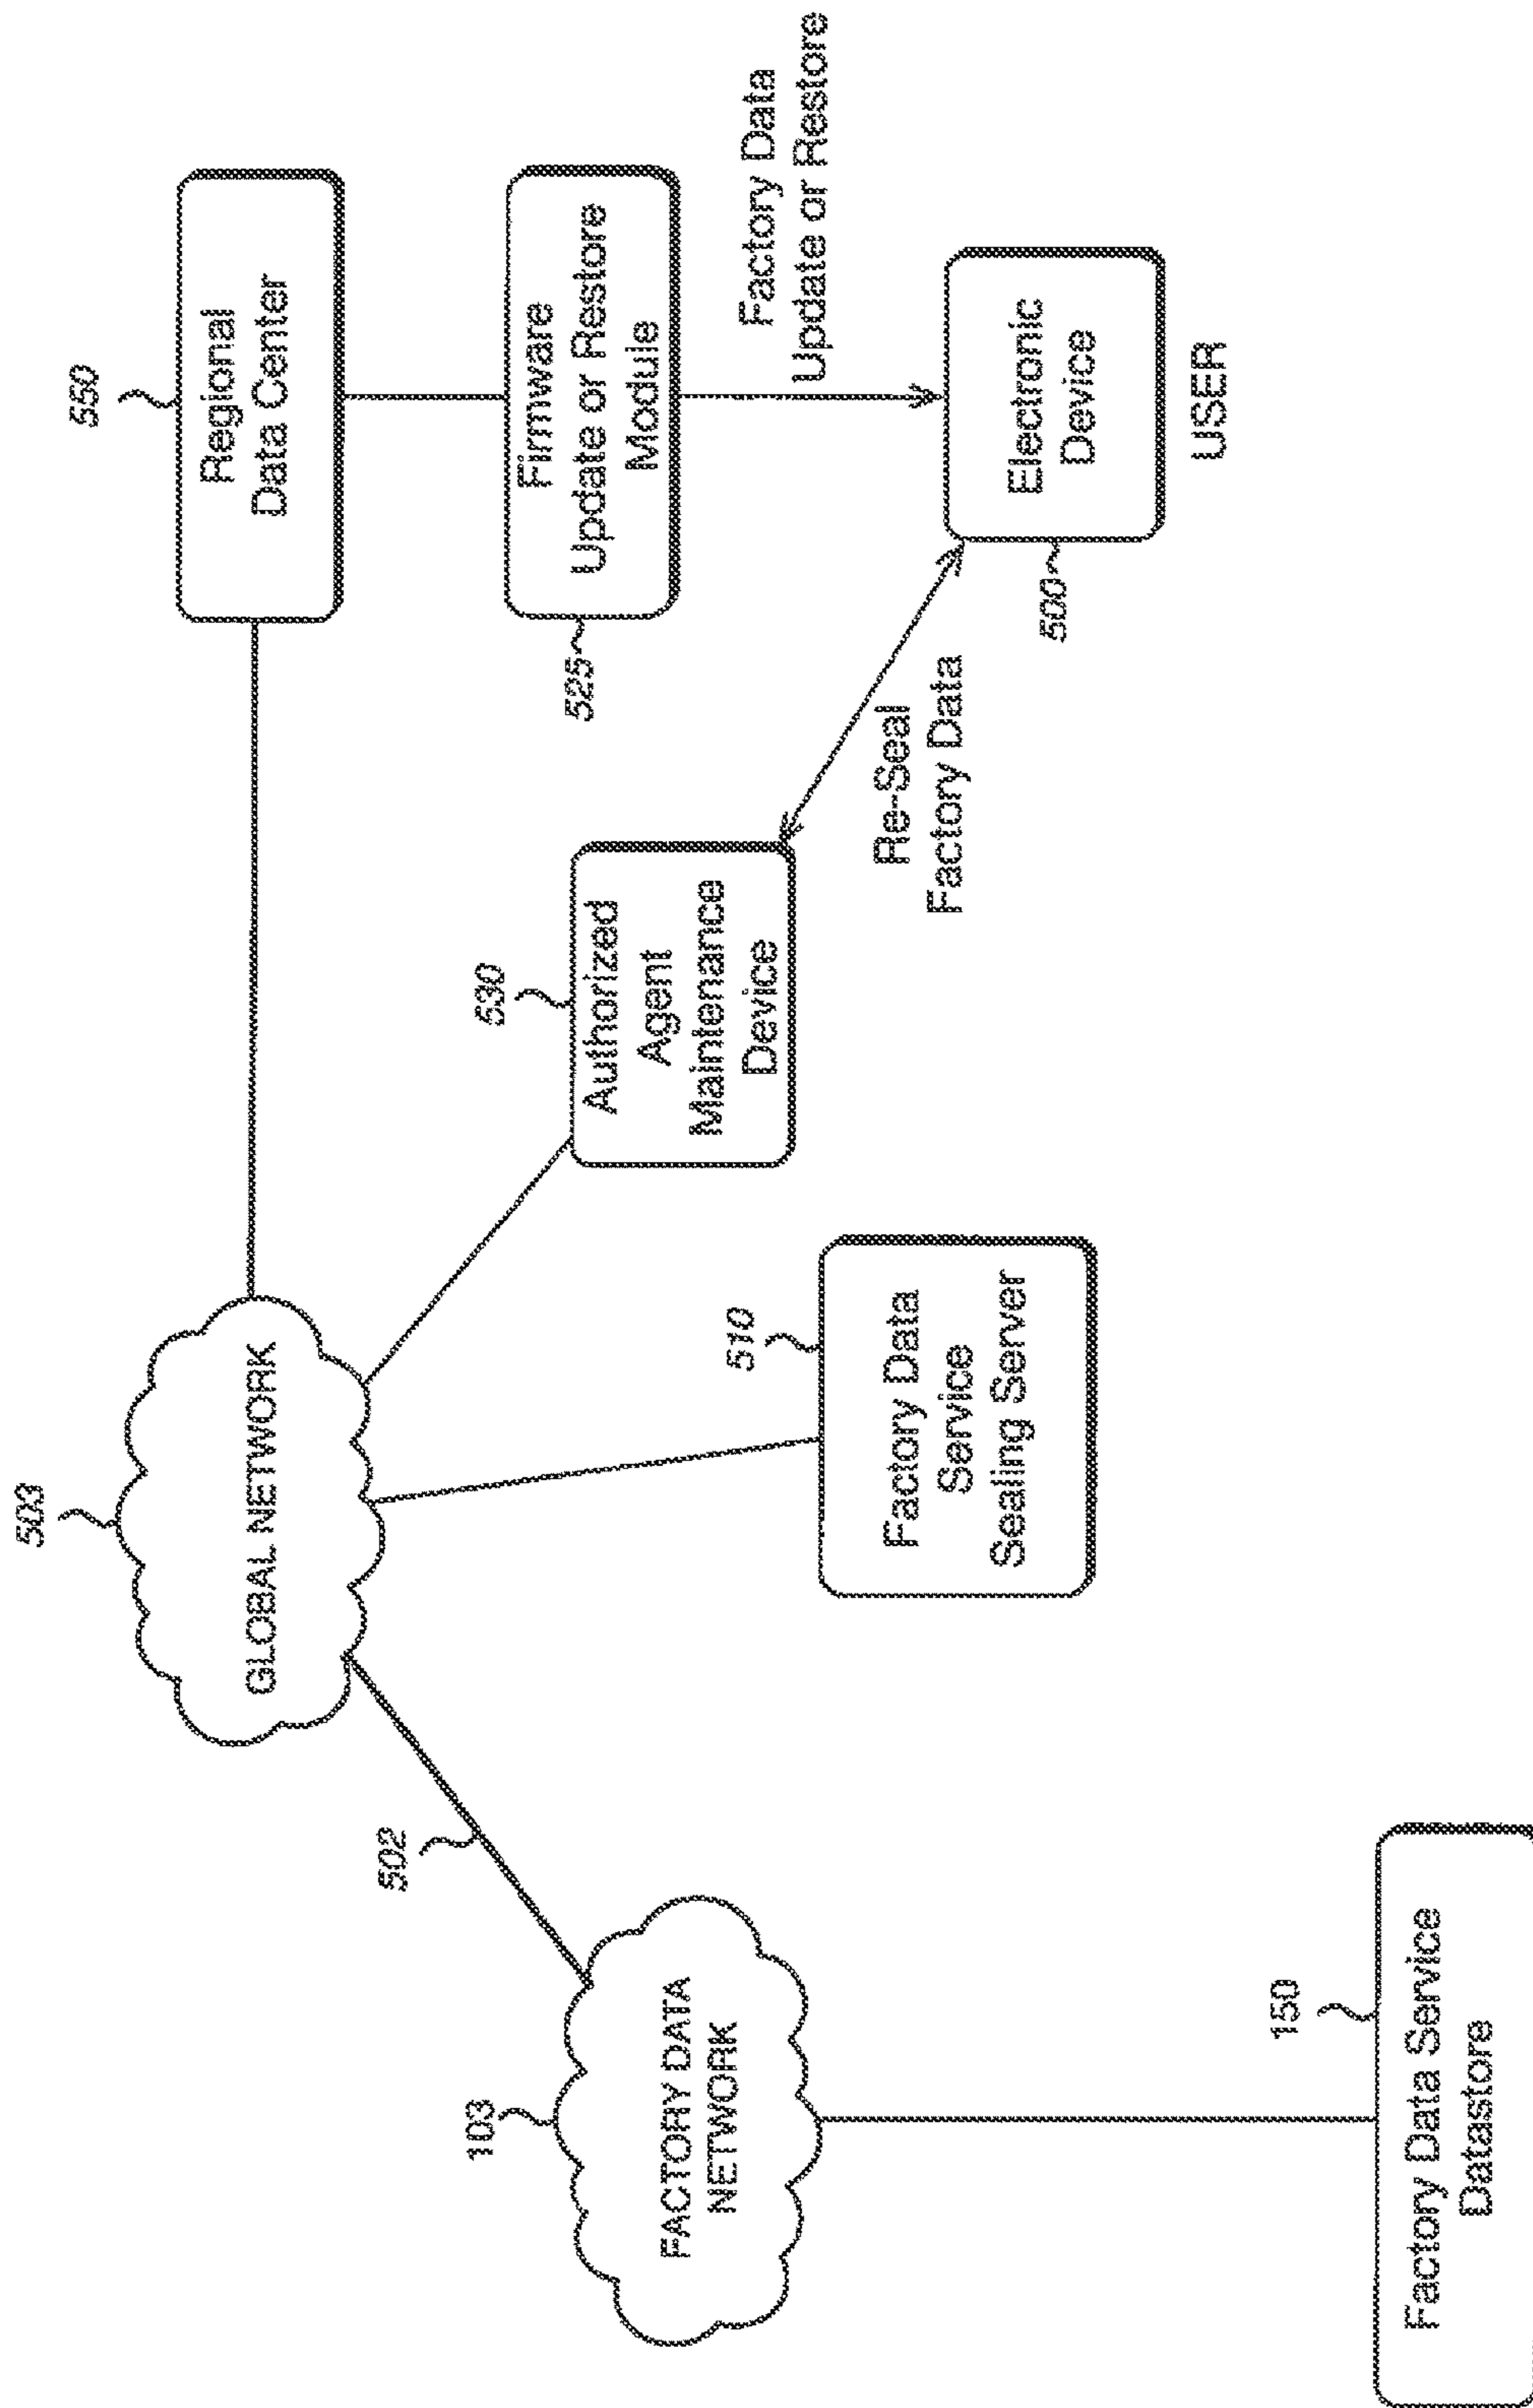 503
GLOBAL NETWORK
550
Regional
Data Center
502
103
FACTORY DATA
NETWORK
530
Authorized
Agent
Maintenance
Device
525
Firmware
Update or Restore
Module
510
Factory Data
Service
Sealing Server
Re-Seal
Factory Data
Factory Data
Update or Restore
500
Electronic
Device
USER
150
Factory Data Service
Datastore